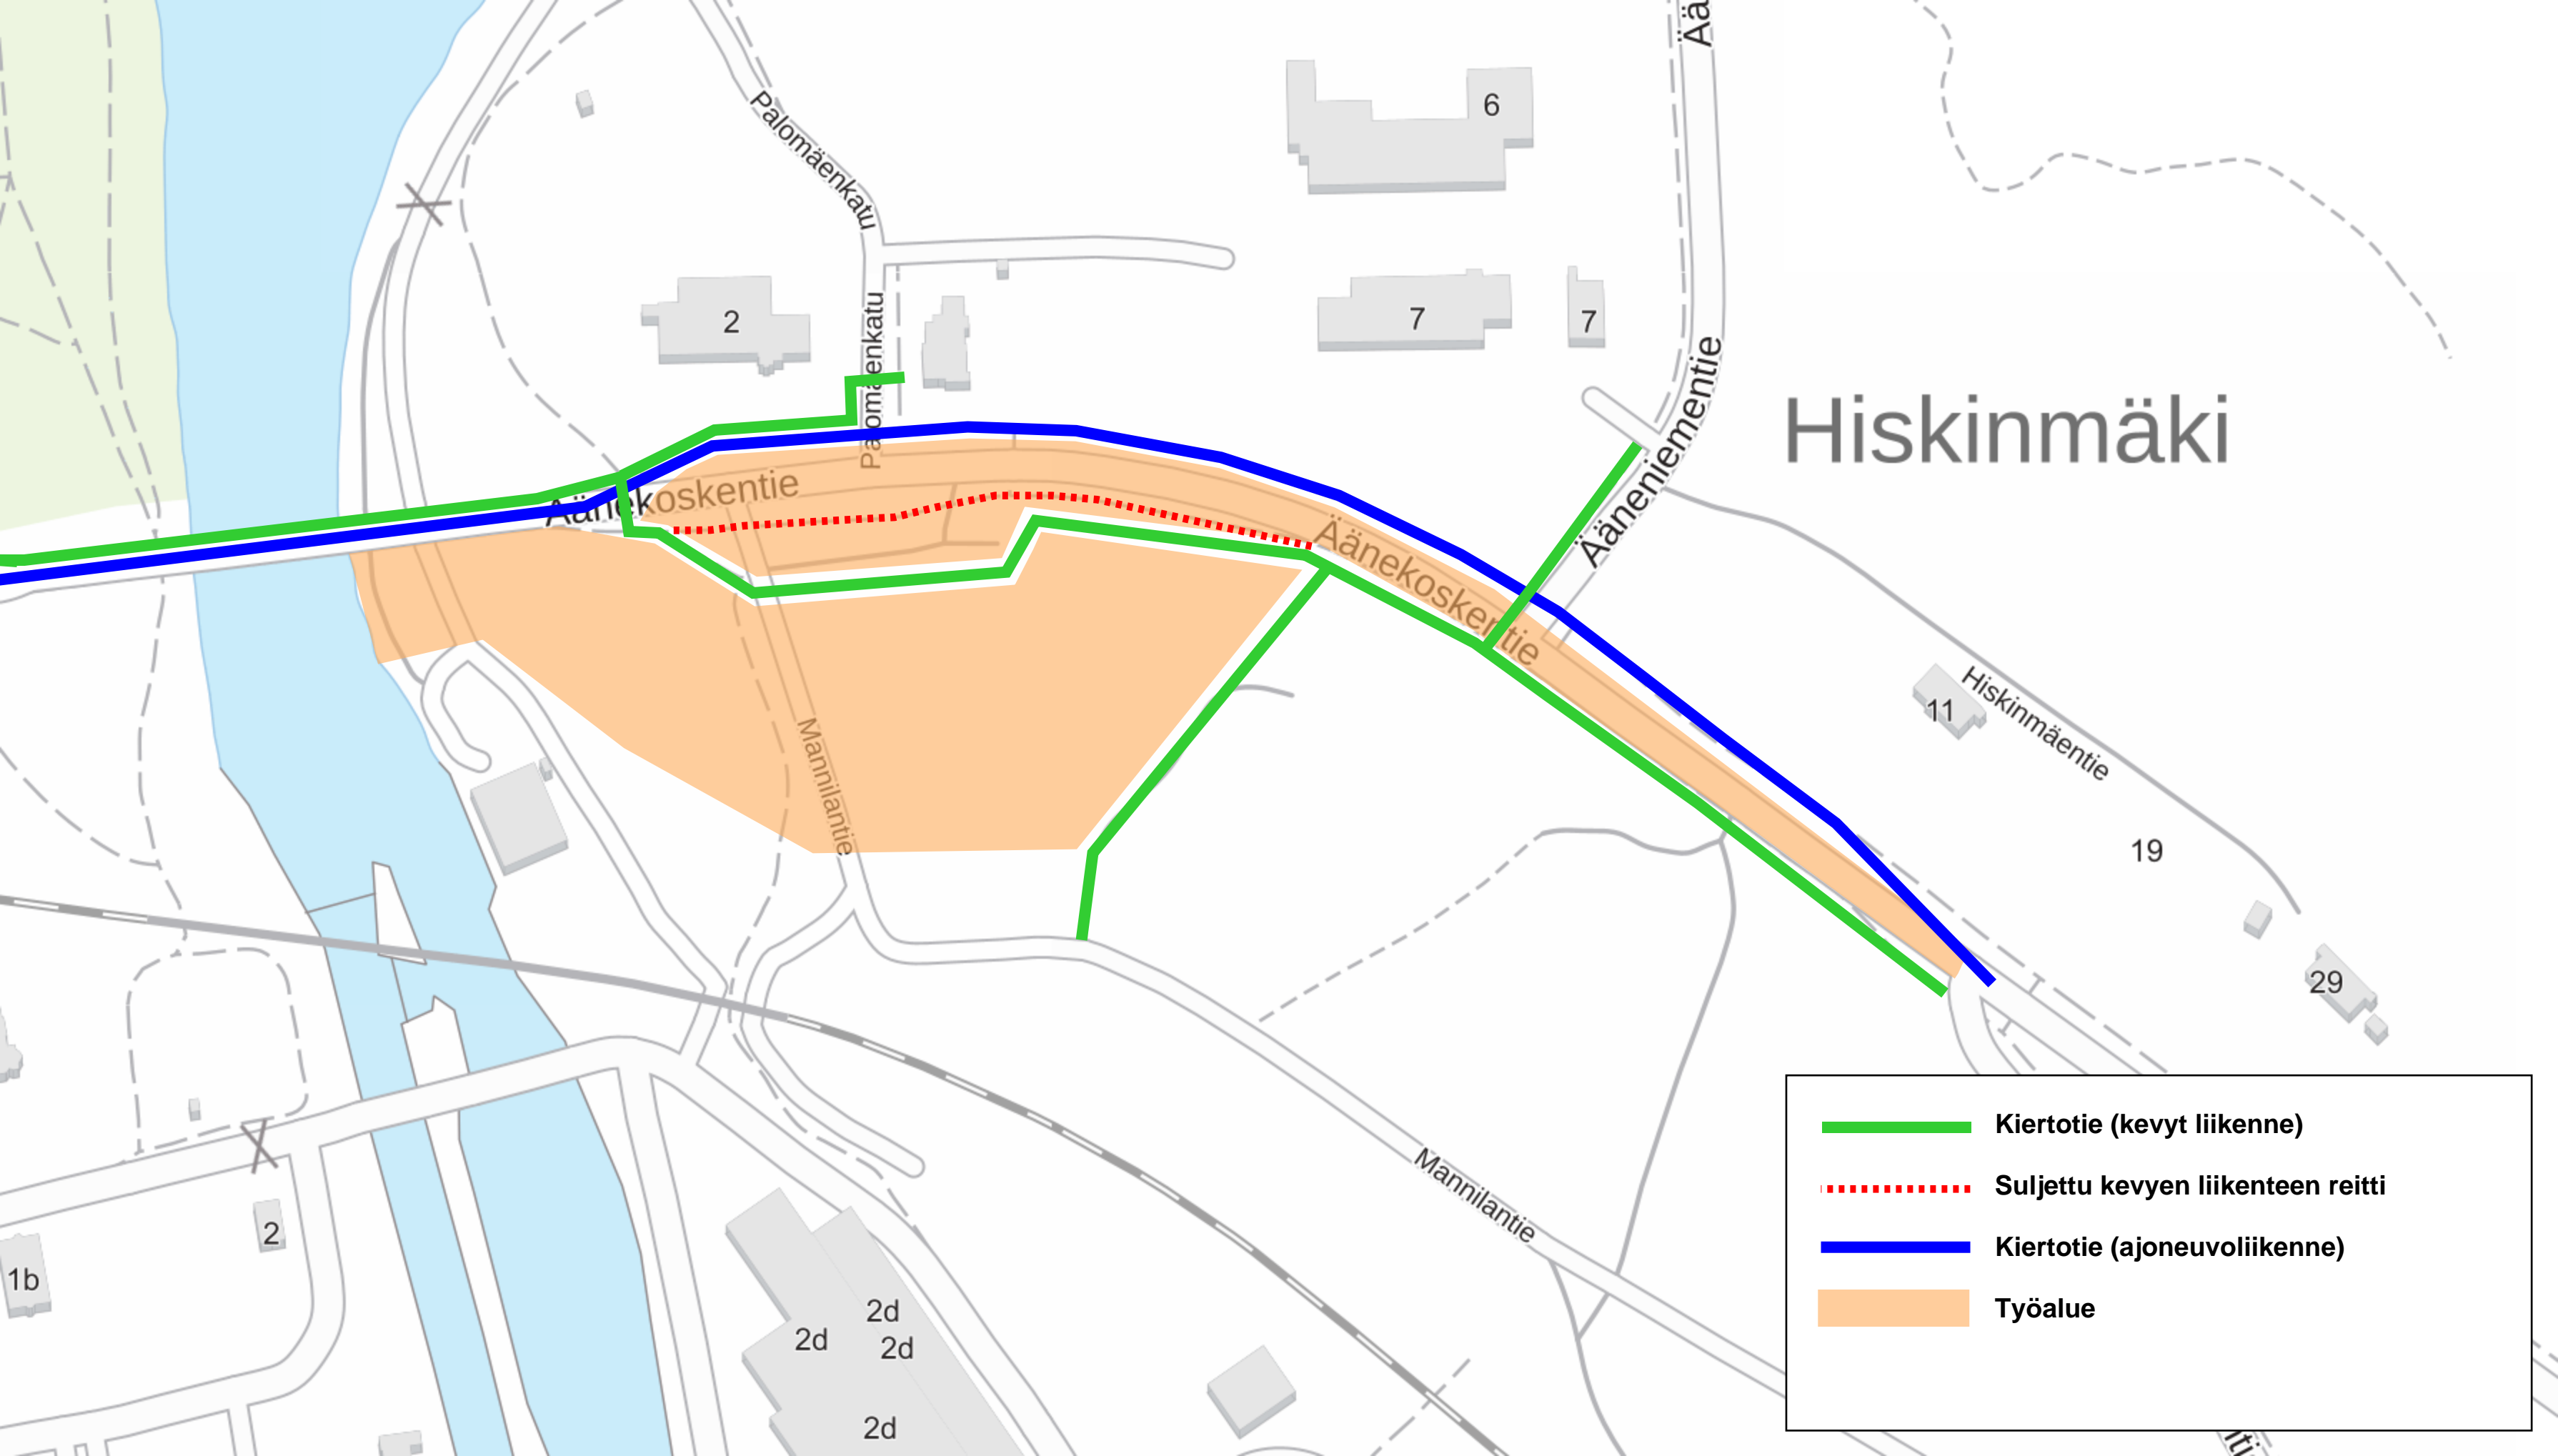 Ää
6
Palomäenkatu
2
Palomäenkatu
7
7
Ääneniementie
Hiskinmäki
Äänekoskentie
Äänekoskentie
11
Hiskinmäentie
Mannilantie
19
29
Kiertotie (kevyt liikenne)
Suljettu kevyen liikenteen reitti
Kiertotie (ajoneuvoliikenne)
Työalue
Mannilantie
2
1b
2d
2d
2d
2d